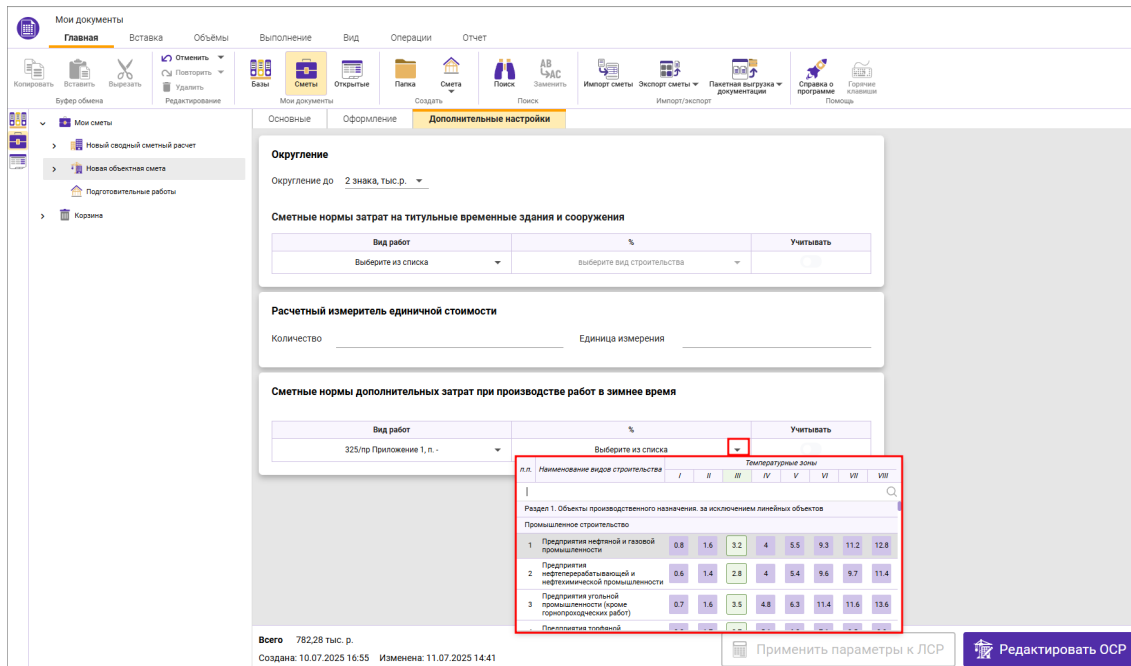 Мои документы
Главная Вставка Объёмы Выполнение Вид Операции Отчет
Копировать Вставить Вырезать
Буфер обмена
Отменить
Повторить
Удалить
Редактирование
Базы Сметы Открытые
Мои документы
Папка Смета
Создать
Поиск AB AC Заменить
Поиск
Импорт сметы Экспорт сметы Пакетная выгрузка документации
Импорт/экспорт
Справка о программе Горячие клавиши
Помощь
Мои сметы
Новый сводный сметный расчет
Новая объектная смета
Подготовительные работы
Корзина
Основные Оформление Дополнительные настройки
Округление
Округление до 2 знака, тыс.р.
Сметные нормы затрат на титульные временные здания и сооружения
Вид работ % Учитывать
Выберите из списка выберите вид строительства
Расчетный измеритель единичной стоимости
Количество Единица измерения
Сметные нормы дополнительных затрат при производстве работ в зимнее время
Вид работ % Учитывать
325/пр Приложение 1, п. - Выберите из списка
п.п. Наименование видов строительства Температурные зоны
I II III IV V VI VII VIII
Раздел 1. Объекты производственного назначения. за исключением линейных объектов
Промышленное строительство
1 Предприятия нефтяной и газовой промышленности 0.8 1.6 3.2 4 5.5 9.3 11.2 12.8
2 Предприятия нефтеперерабатывающей и нефтехимической промышленности 0.6 1.4 2.8 4 5.4 9.6 9.7 11.4
3 Предприятия угольной промышленности (кроме горнопроходческих работ) 0.7 1.6 3.5 4.8 6.3 11.4 11.6 13.6
Предприятия торфяной
Всего 782,28 тыс. р.
Создана: 10.07.2025 16:55 Изменена: 11.07.2025 14:41
Применить параметры к ЛСР
Редактировать ОСР